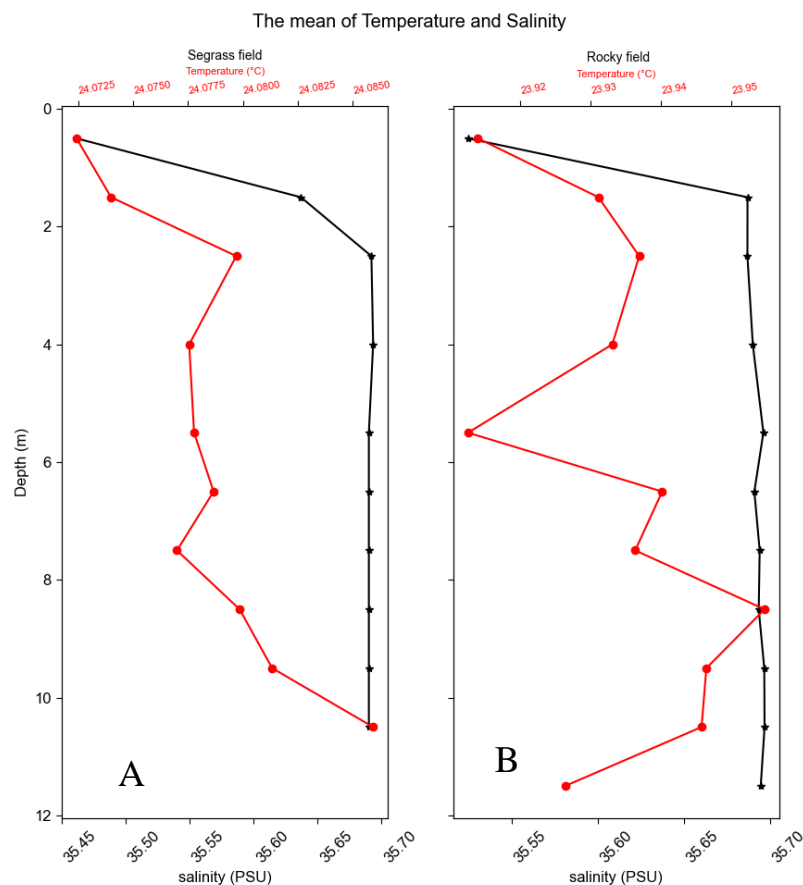 The mean of Temperature and Salinity
Segrass field
Temperature (°C)
24.0725 24.0750 24.0775 24.0800 24.0825 24.0850
Rocky field
Temperature (°C)
23.92 23.93 23.94 23.95
0
2
4
6
8
10
12
Depth (m)
A
B
35.45 35.50 35.55 35.60 35.65 35.70
salinity (PSU)
35.55 35.60 35.65 35.70
salinity (PSU)